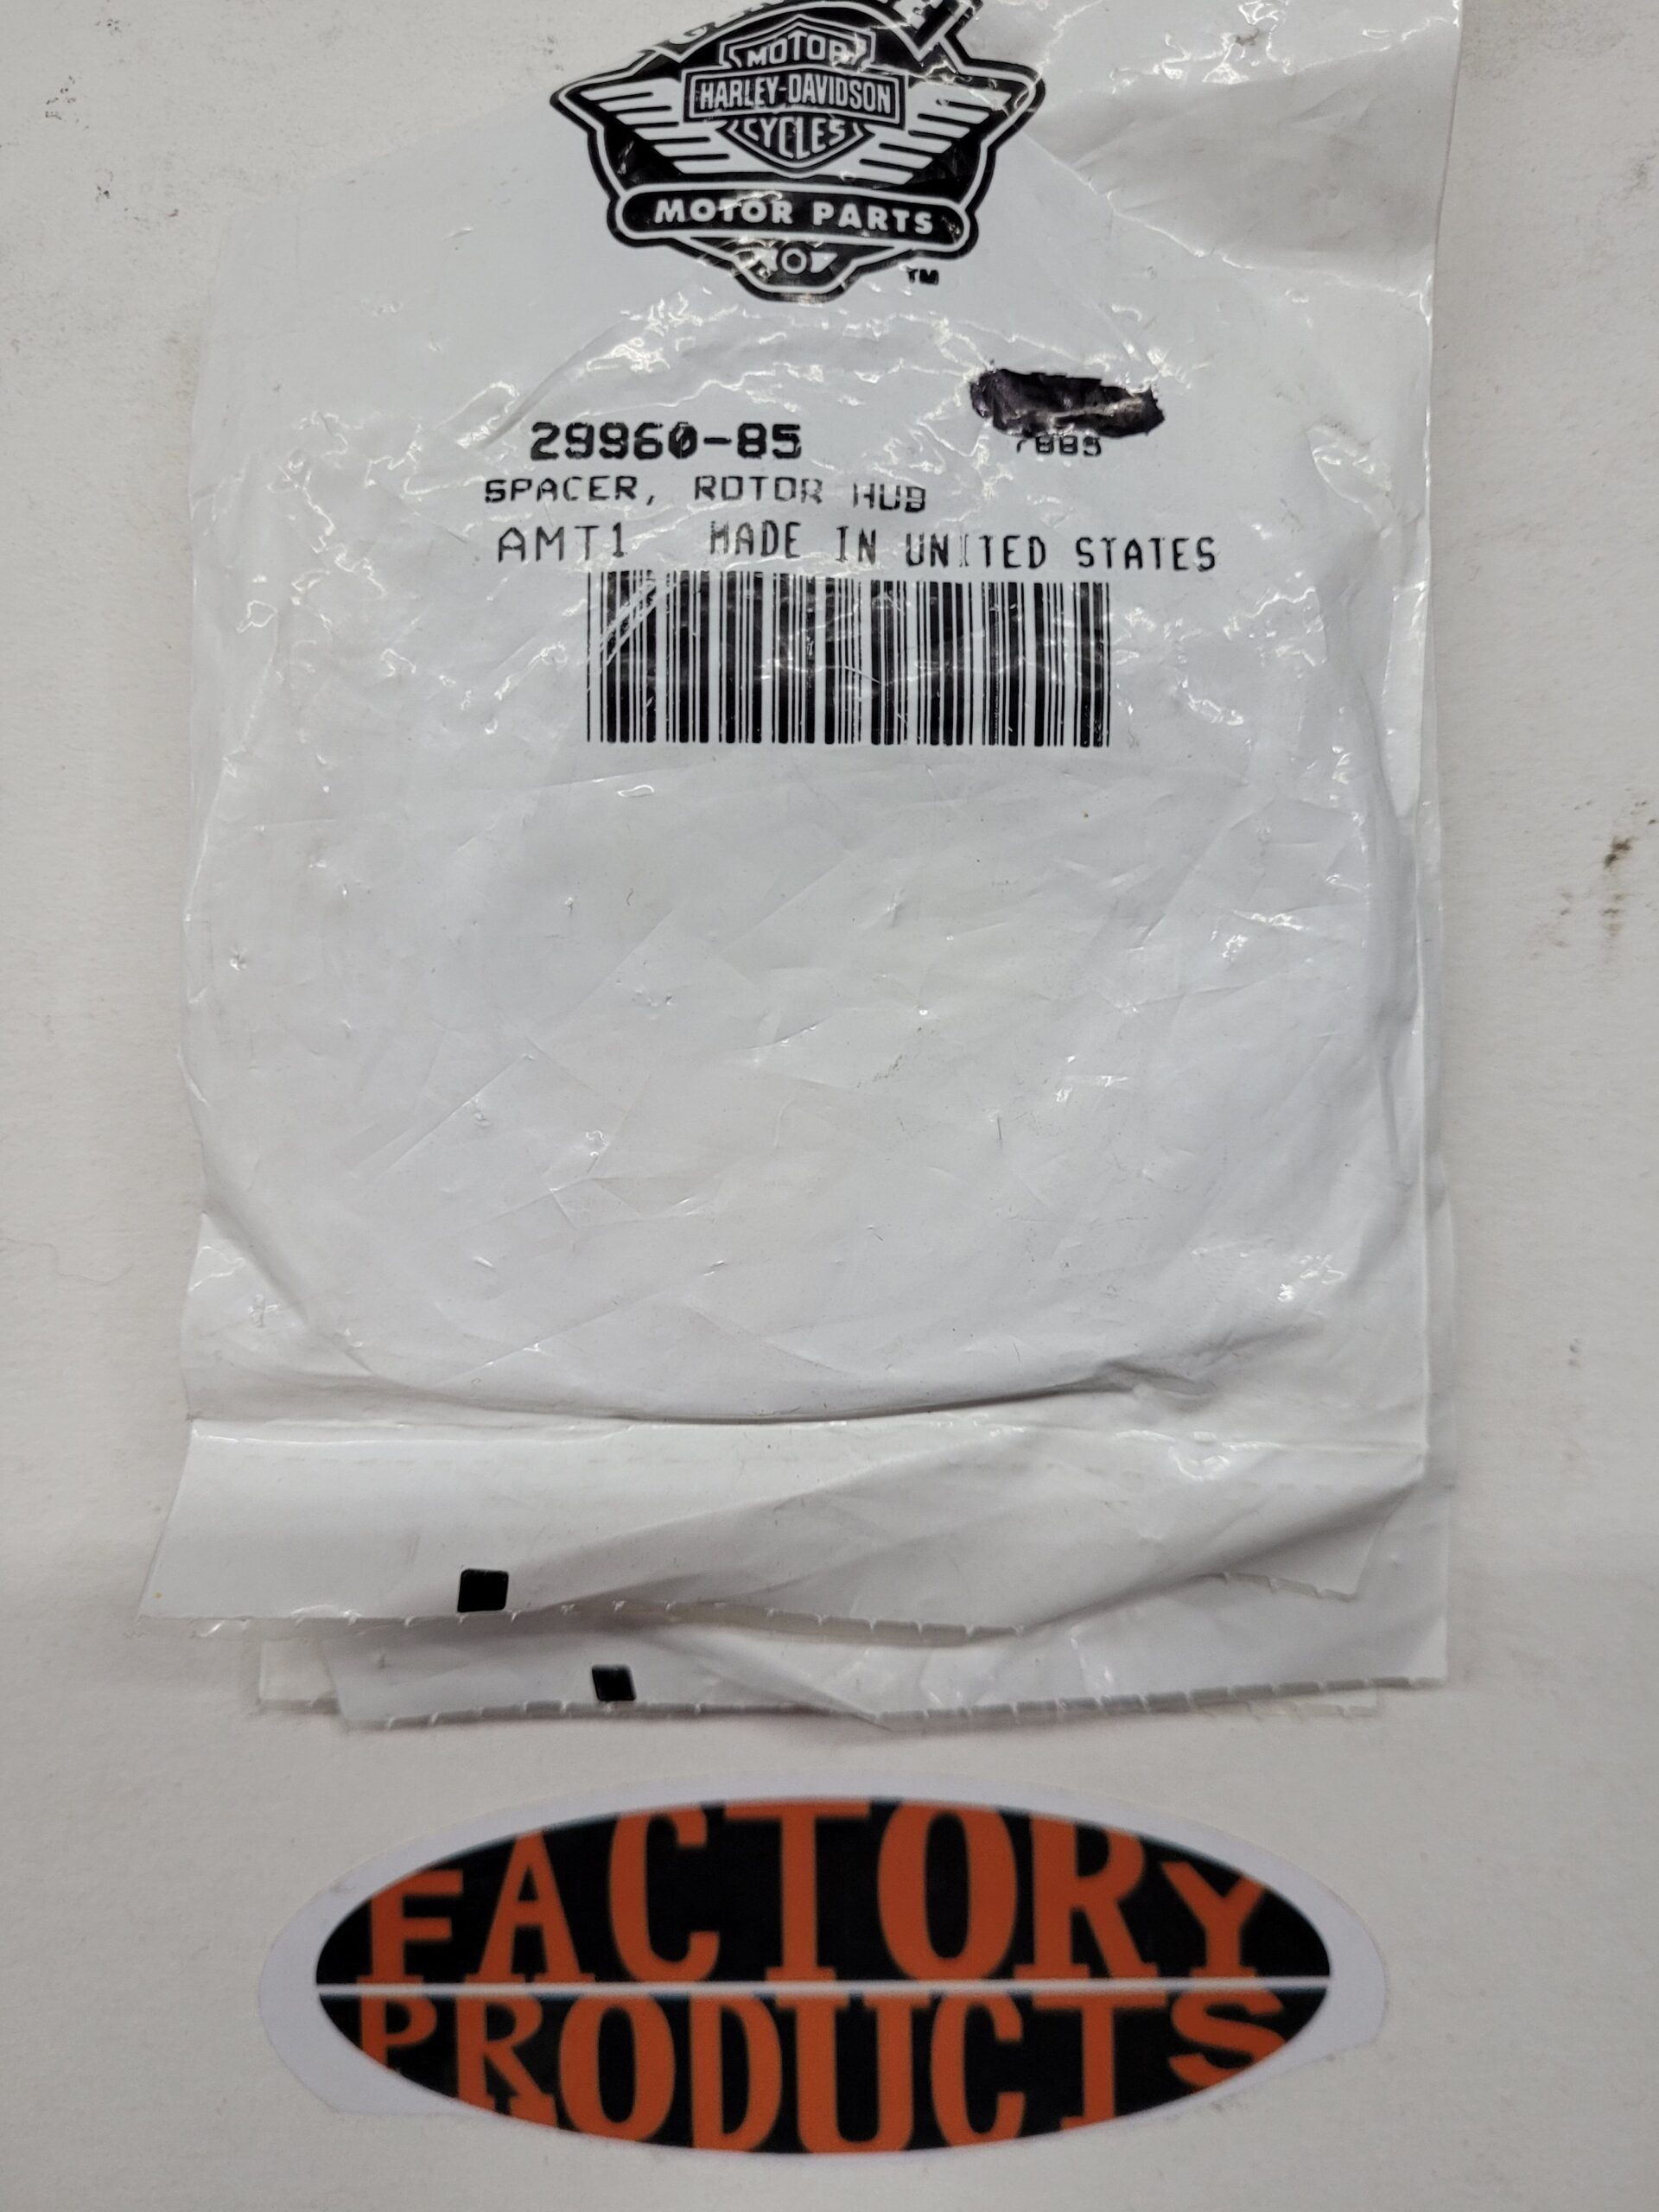 MOTOR
HARLEY-DAVIDSON
CYCLES
MOTOR PARTS
TM
29960-85
SPACER, ROTOR HUB
AMT1 MADE IN UNITED STATES
FACTORY
PRODUCTS